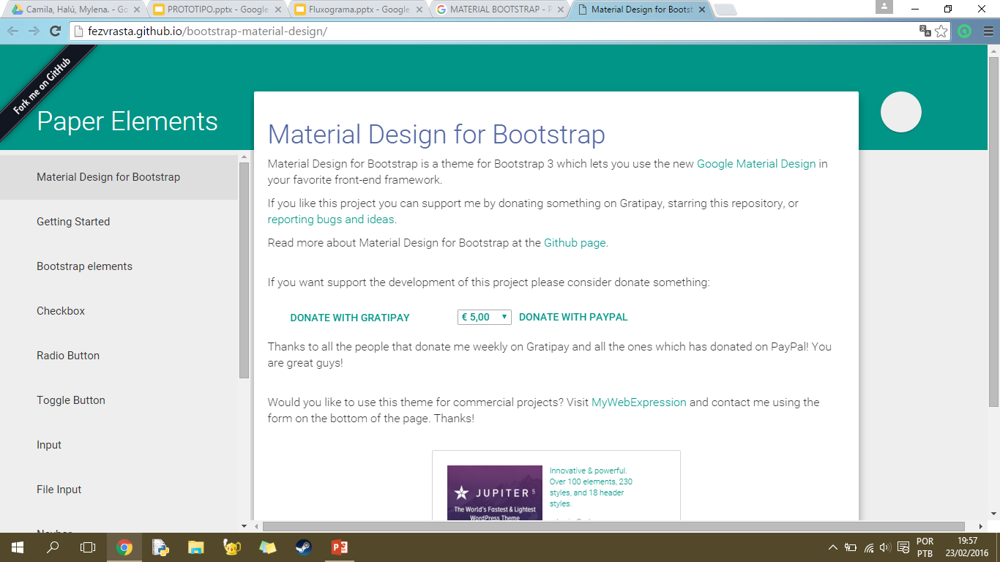 Camila, Halú, Mylena. - Go
PROTOTIPO.pptx - Google
Fluxograma.pptx - Google
MATERIAL BOOTSTRAP - P
Material Design for Bootst
fezvrasta.github.io/bootstrap-material-design/
Fork me on GitHub
Paper Elements
Material Design for Bootstrap
Getting Started
Bootstrap elements
Checkbox
Radio Button
Toggle Button
Input
File Input
Navbar
Material Design for Bootstrap
Material Design for Bootstrap is a theme for Bootstrap 3 which lets you use the new Google Material Design in
your favorite front-end framework.
If you like this project you can support me by donating something on Gratipay, starring this repository, or
reporting bugs and ideas.
Read more about Material Design for Bootstrap at the Github page.
If you want support the development of this project please consider donate something:
DONATE WITH GRATIPAY
€ 5,00
DONATE WITH PAYPAL
Thanks to all the people that donate me weekly on Gratipay and all the ones which has donated on PayPal! You
are great guys!
Would you like to use this theme for commercial projects? Visit MyWebExpression and contact me using the
form on the bottom of the page. Thanks!
JUPITER 5
The World's Fastest & Lightest
WordPress Theme
Innovative & powerful.
Over 100 elements, 230
styles, and 18 header
styles.
POR
PTB
19:57
23/02/2016